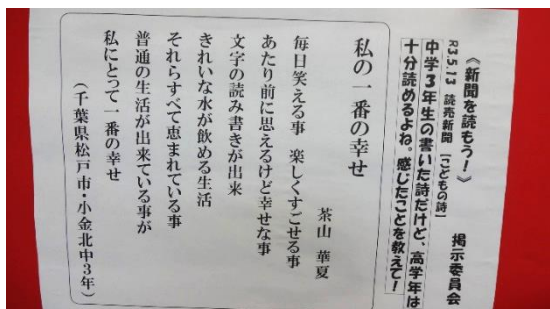 《新聞を読もう！》　掲示委員会
R3.5.13　読売新聞　【こどもの詩】
中学3年生の書いた詩だけど、高学年は
十分読めるよね。感じたことを教えて！
私の一番の幸せ
茶山　華夏
毎日笑える事　楽しくすごせる事
あたり前に思えるけど幸せな事
文字の読み書きが出来
きれいな水が飲める生活
それらすべて恵まれている事
普通の生活が出来ている事が
私にとって一番の幸せ
（千葉県松戸市・小金北中3年）